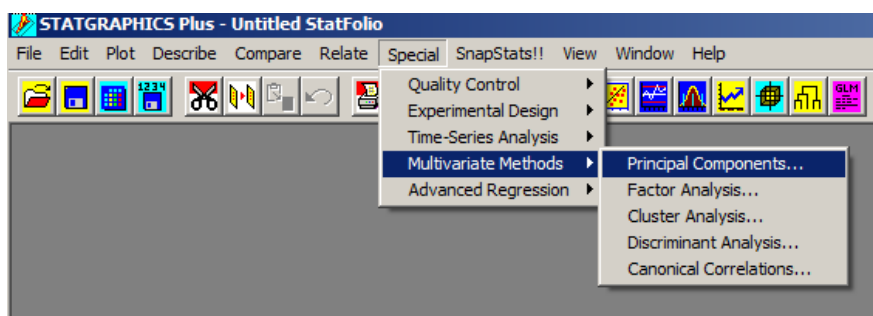 STATGRAPHICS Plus - Untitled StatFolio
File Edit Plot Describe Compare Relate Special SnapStats!! View Window Help
1234
GLM
Quality Control
Experimental Design
Time-Series Analysis
Multivariate Methods
Advanced Regression
Principal Components...
Factor Analysis...
Cluster Analysis...
Discriminant Analysis...
Canonical Correlations...